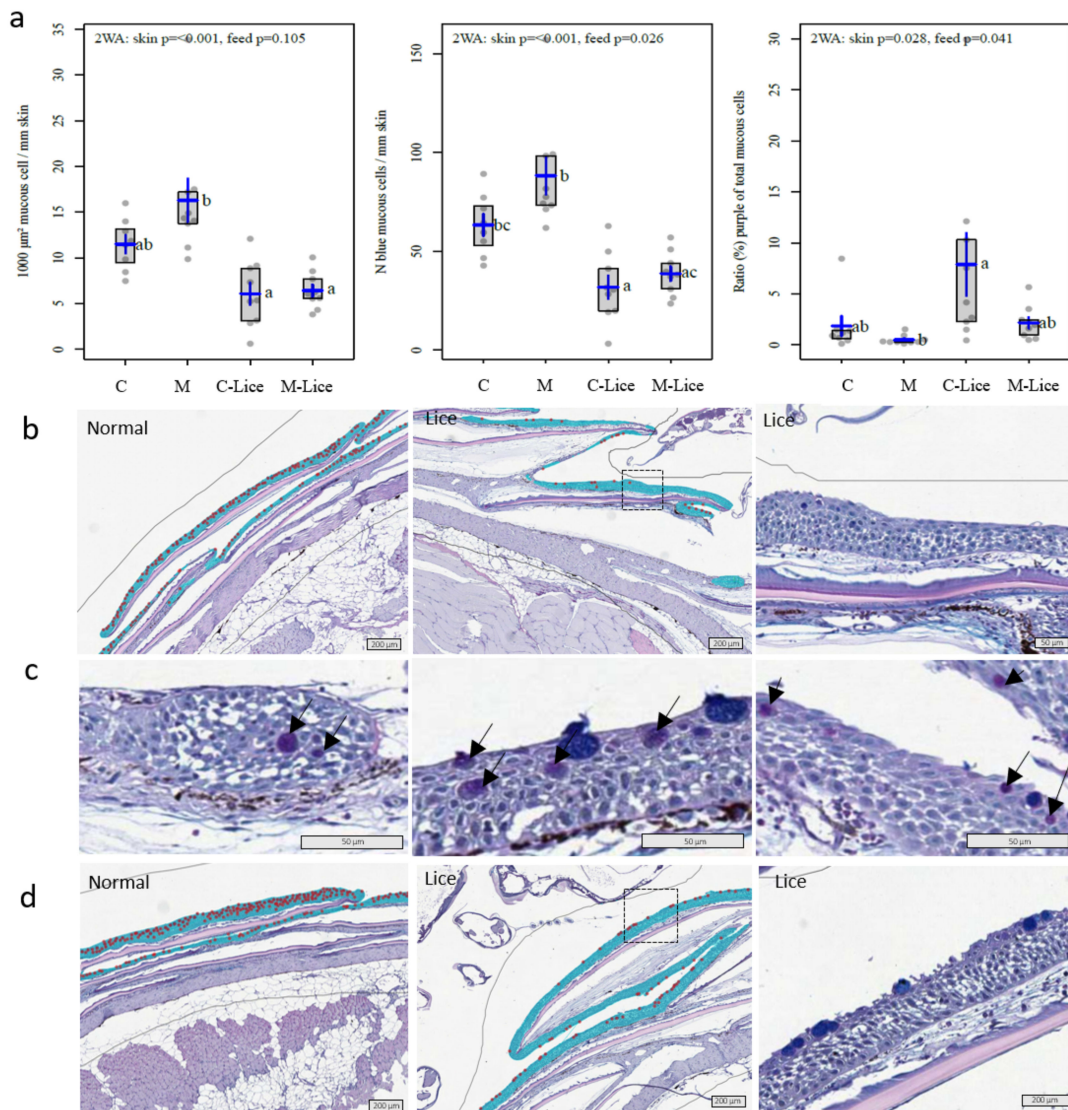 a
2WA: skin p=<0.001, feed p=0.105
1000 µm² mucous cell / mm skin
35
30
25
20
15
10
5
0
ab
b
a
a
C
M
C-Lice
M-Lice
2WA: skin p=<0.001, feed p=0.026
N blue mucous cells / mm skin
150
100
50
0
bc
b
a
ac
C
M
C-Lice
M-Lice
2WA: skin p=0.028, feed p=0.041
Ratio (%) purple of total mucous cells
30
25
20
15
10
5
0
ab
b
a
ab
C
M
C-Lice
M-Lice
b
Normal
200 µm
Lice
200 µm
Lice
50 µm
c
50 µm
50 µm
50 µm
d
Normal
200 µm
Lice
200 µm
Lice
200 µm